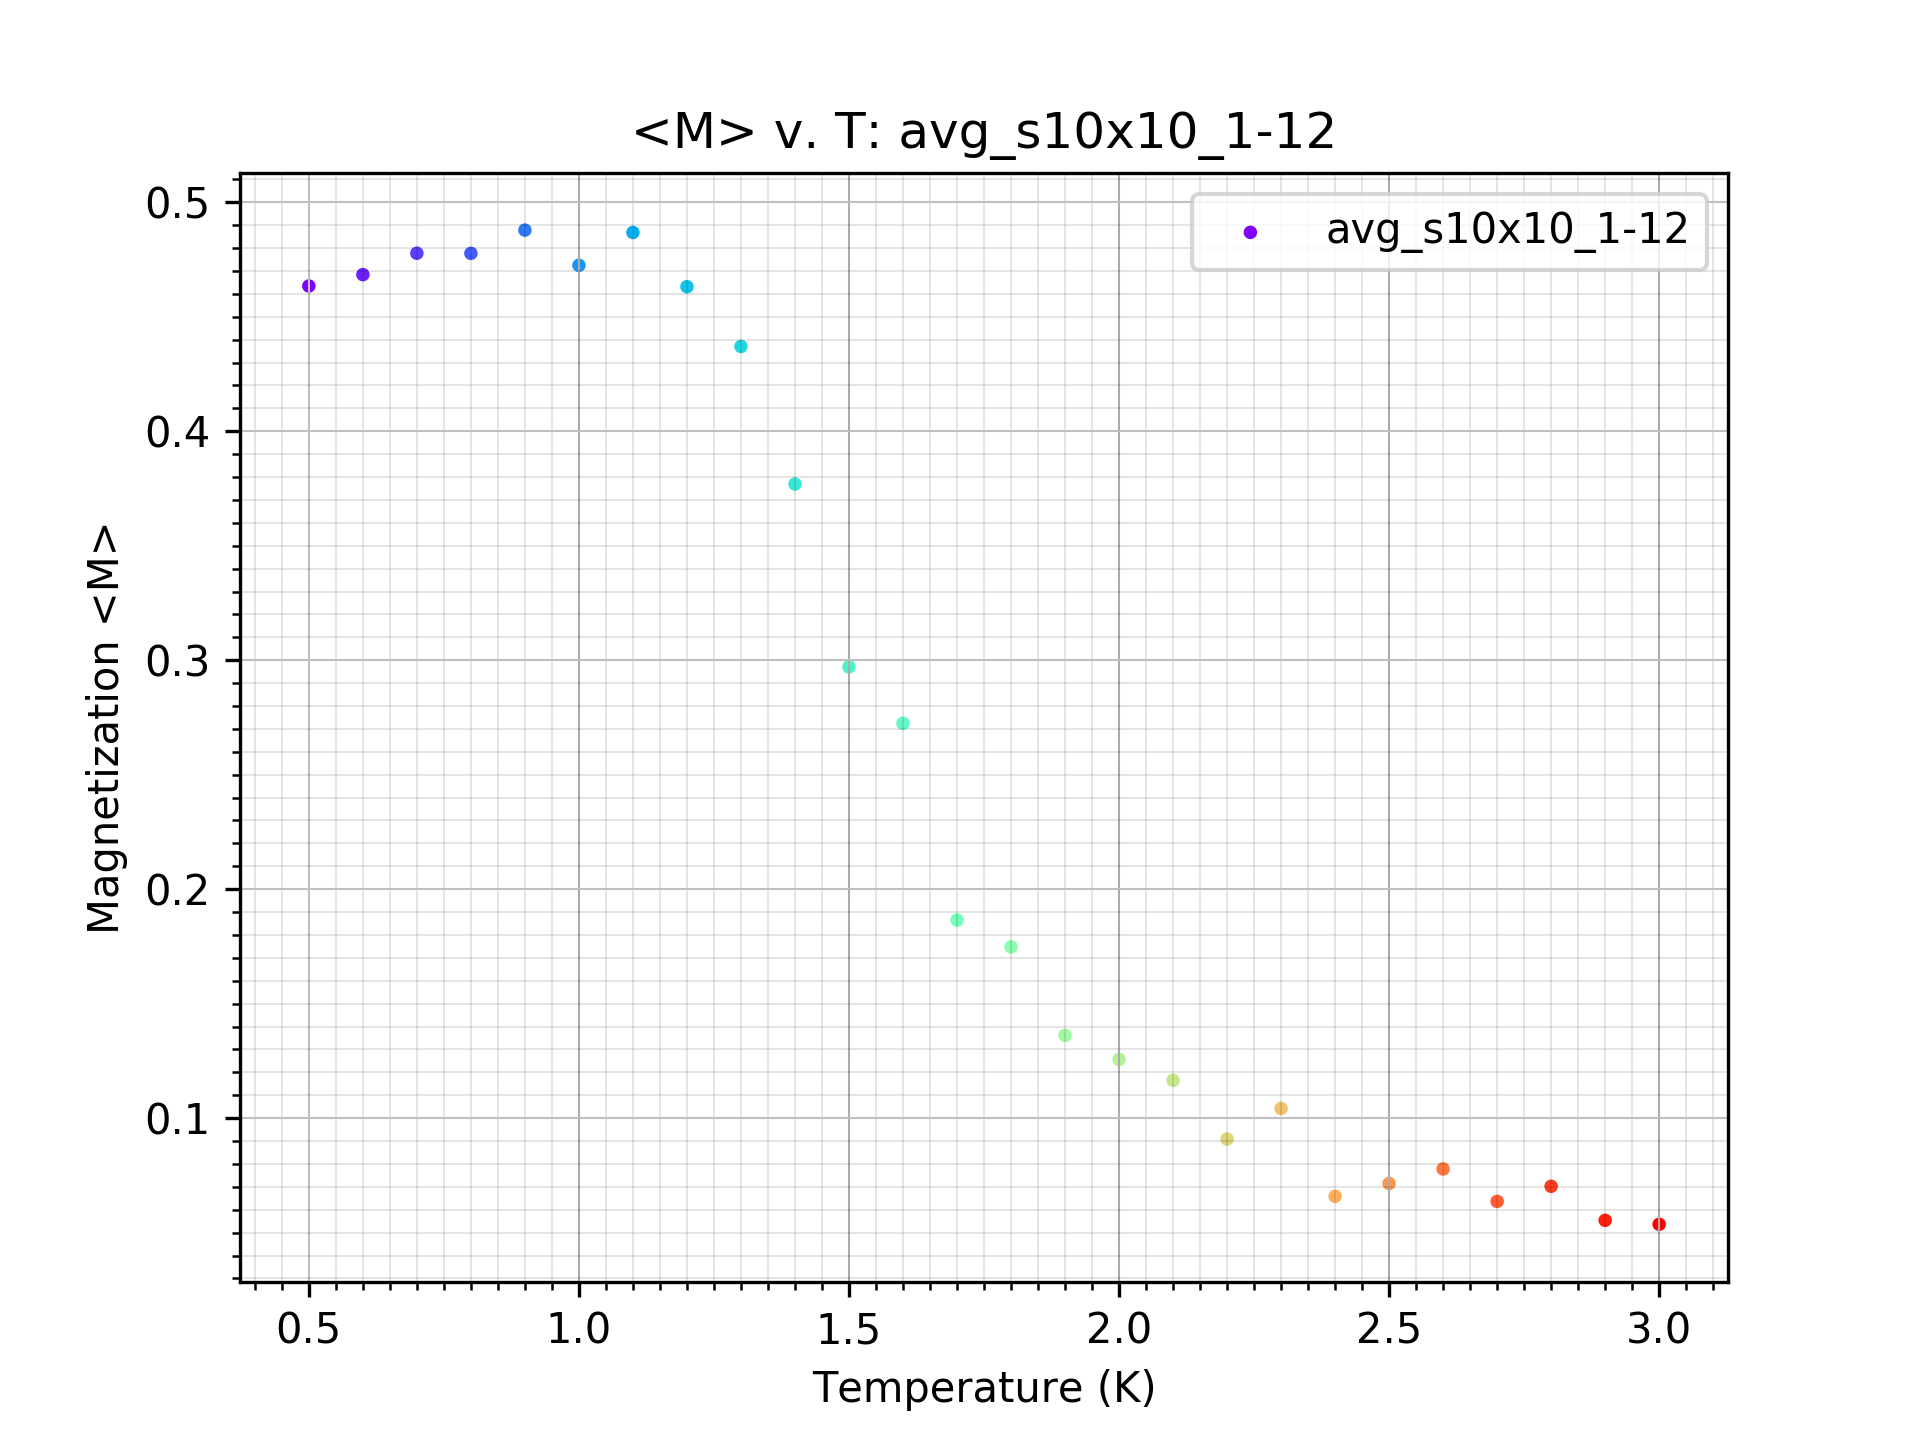 <M> v. T: avg_s10x10_1-12
avg_s10x10_1-12
Magnetization <M>
0.5
0.4
0.3
0.2
0.1
0.5 1.0 1.5 2.0 2.5 3.0
Temperature (K)